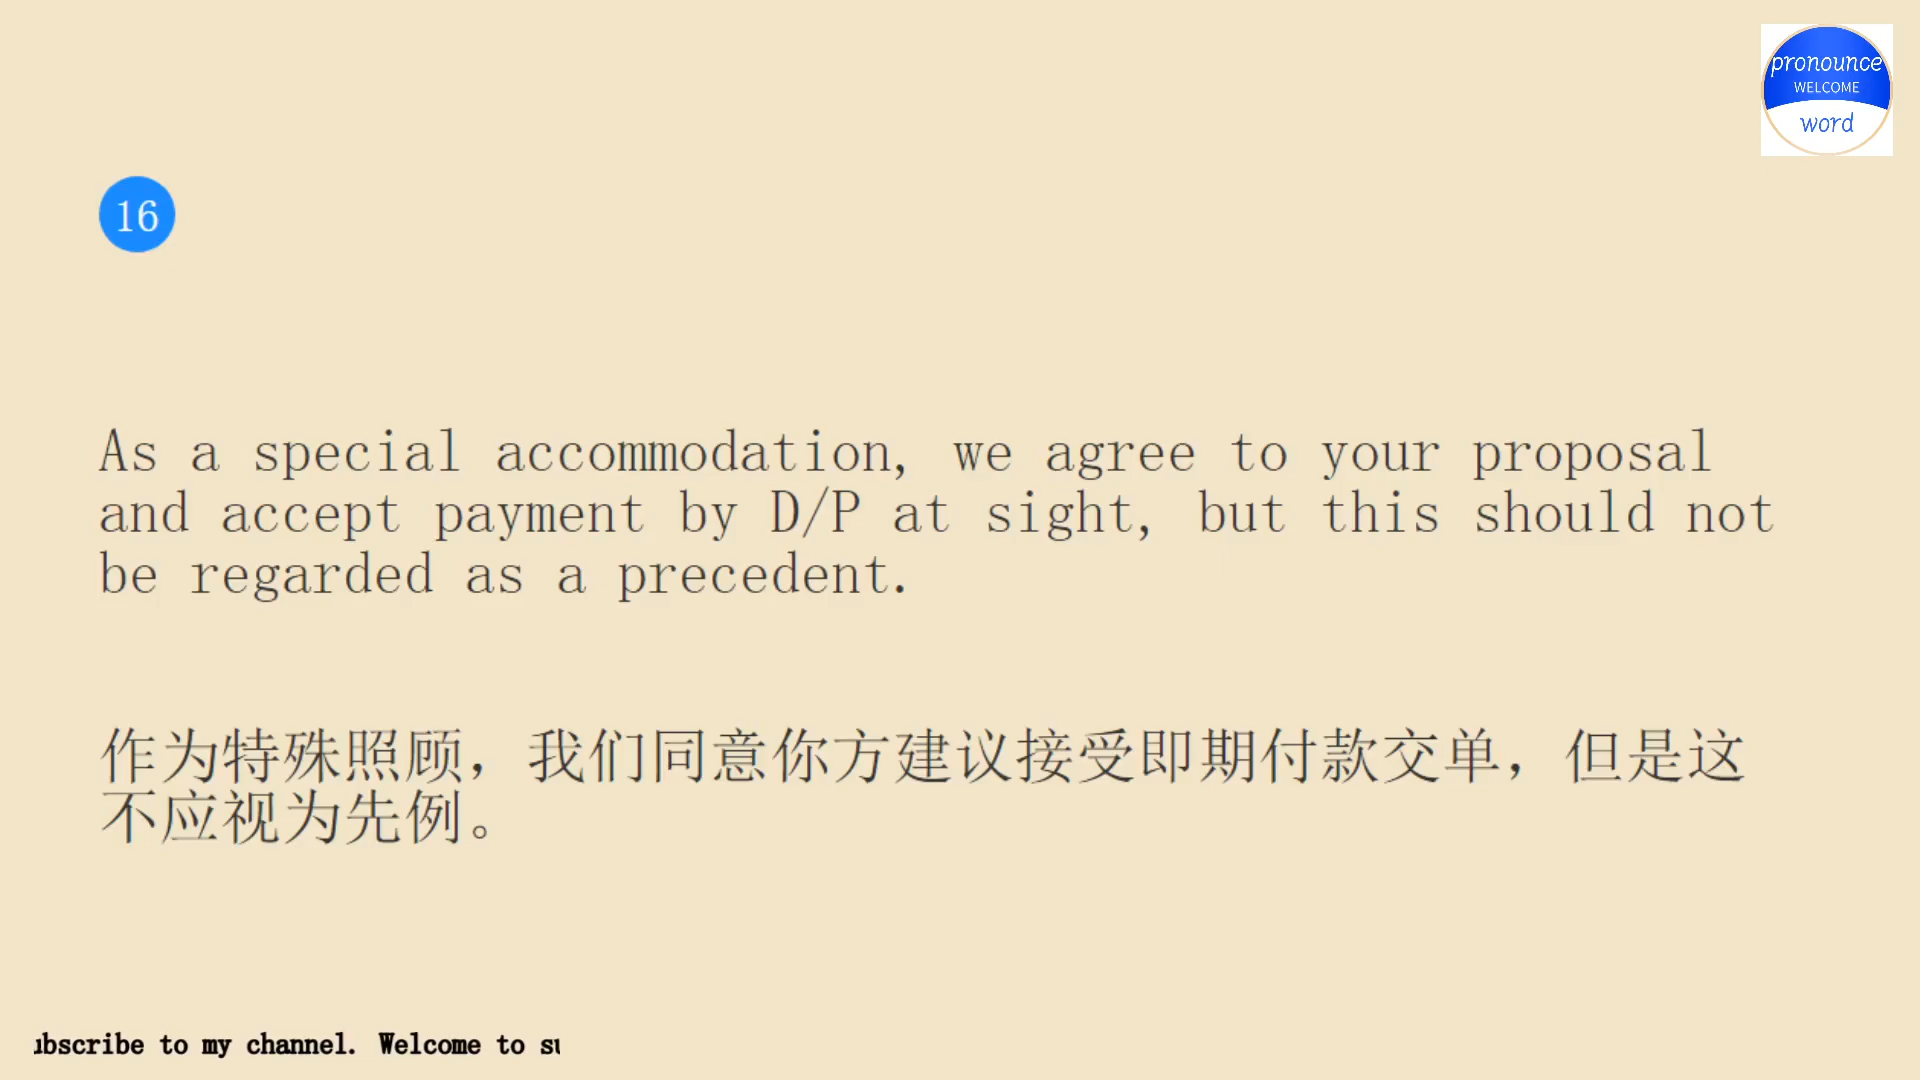 pronounce
WELCOME
word
16
As a special accommodation, we agree to your proposal
and accept payment by D/P at sight, but this should not
be regarded as a precedent.
作为特殊照顾，我们同意你方建议接受即期付款交单，但是这
不应视为先例。
ubscribe to my channel. Welcome to su